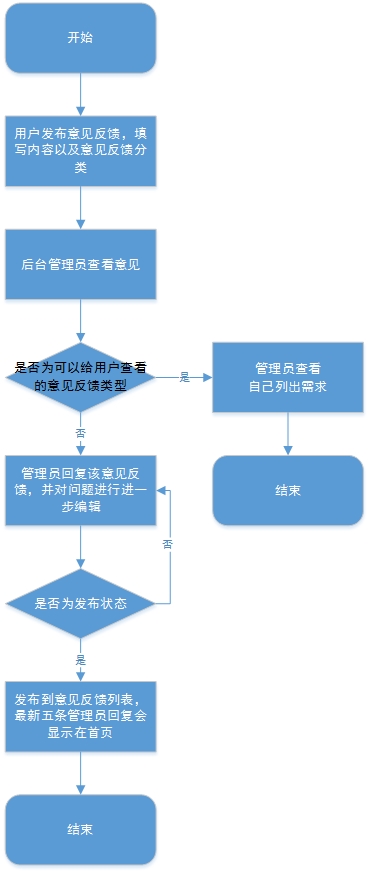 开始
用户发布意见反馈，填
写内容以及意见反馈分
类
后台管理员查看意见
是否为可以给用户查看
的意见反馈类型
是
管理员查看
自己列出需求
否
管理员回复该意见反
馈，并对问题进行进一
步编辑
结束
否
是否为发布状态
是
发布到意见反馈列表，
最新五条管理员回复会
显示在首页
结束